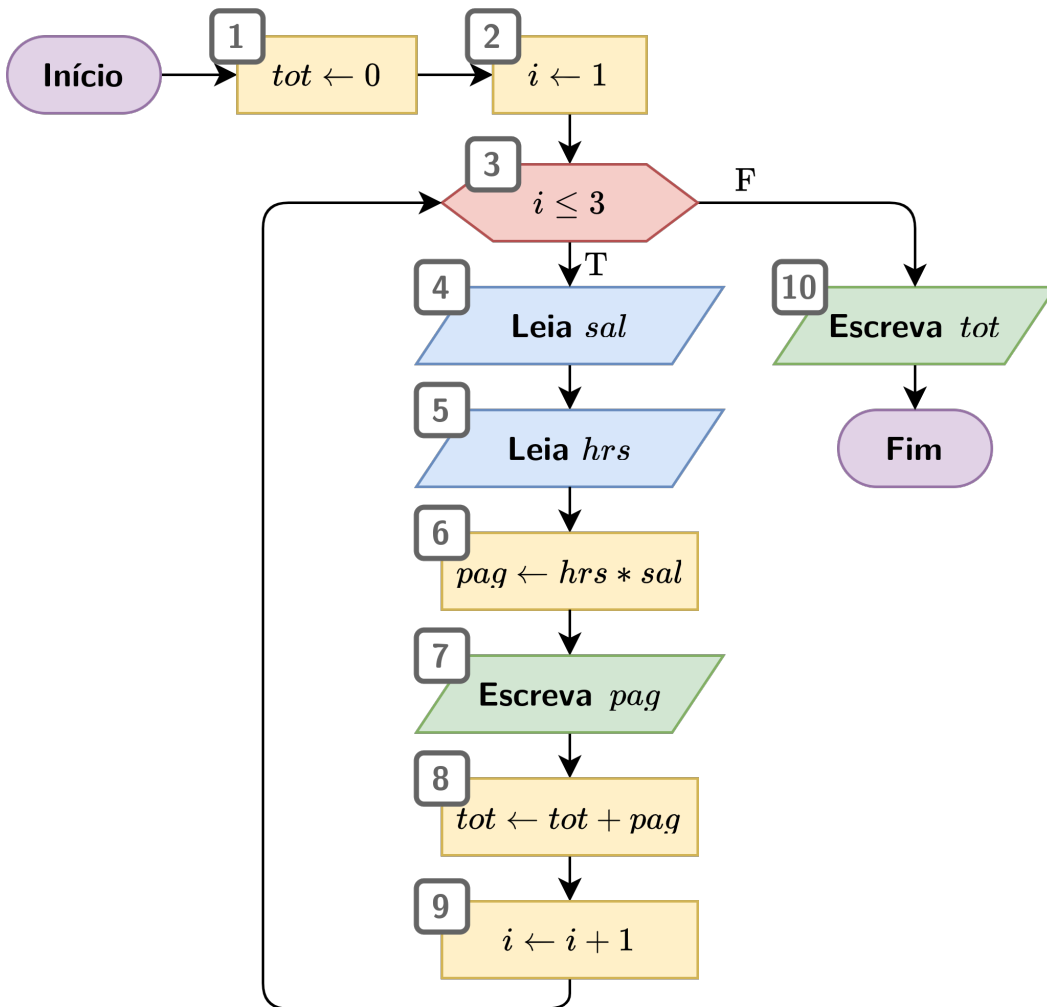 Início
1
tot ← 0
2
i ← 1
3
i ≤ 3
F
T
4
Leia sal
10
Escreva tot
5
Leia hrs
Fim
6
pag ← hrs * sal
7
Escreva pag
8
tot ← tot + pag
9
i ← i + 1